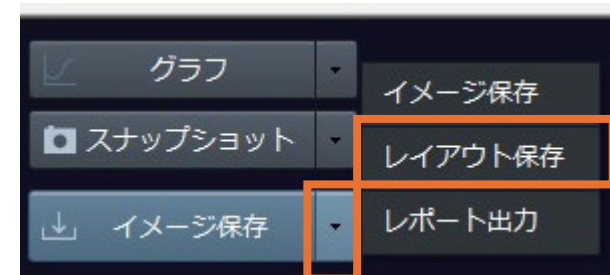 グラフ
スナップショット
イメージ保存
イメージ保存
レイアウト保存
レポート出力